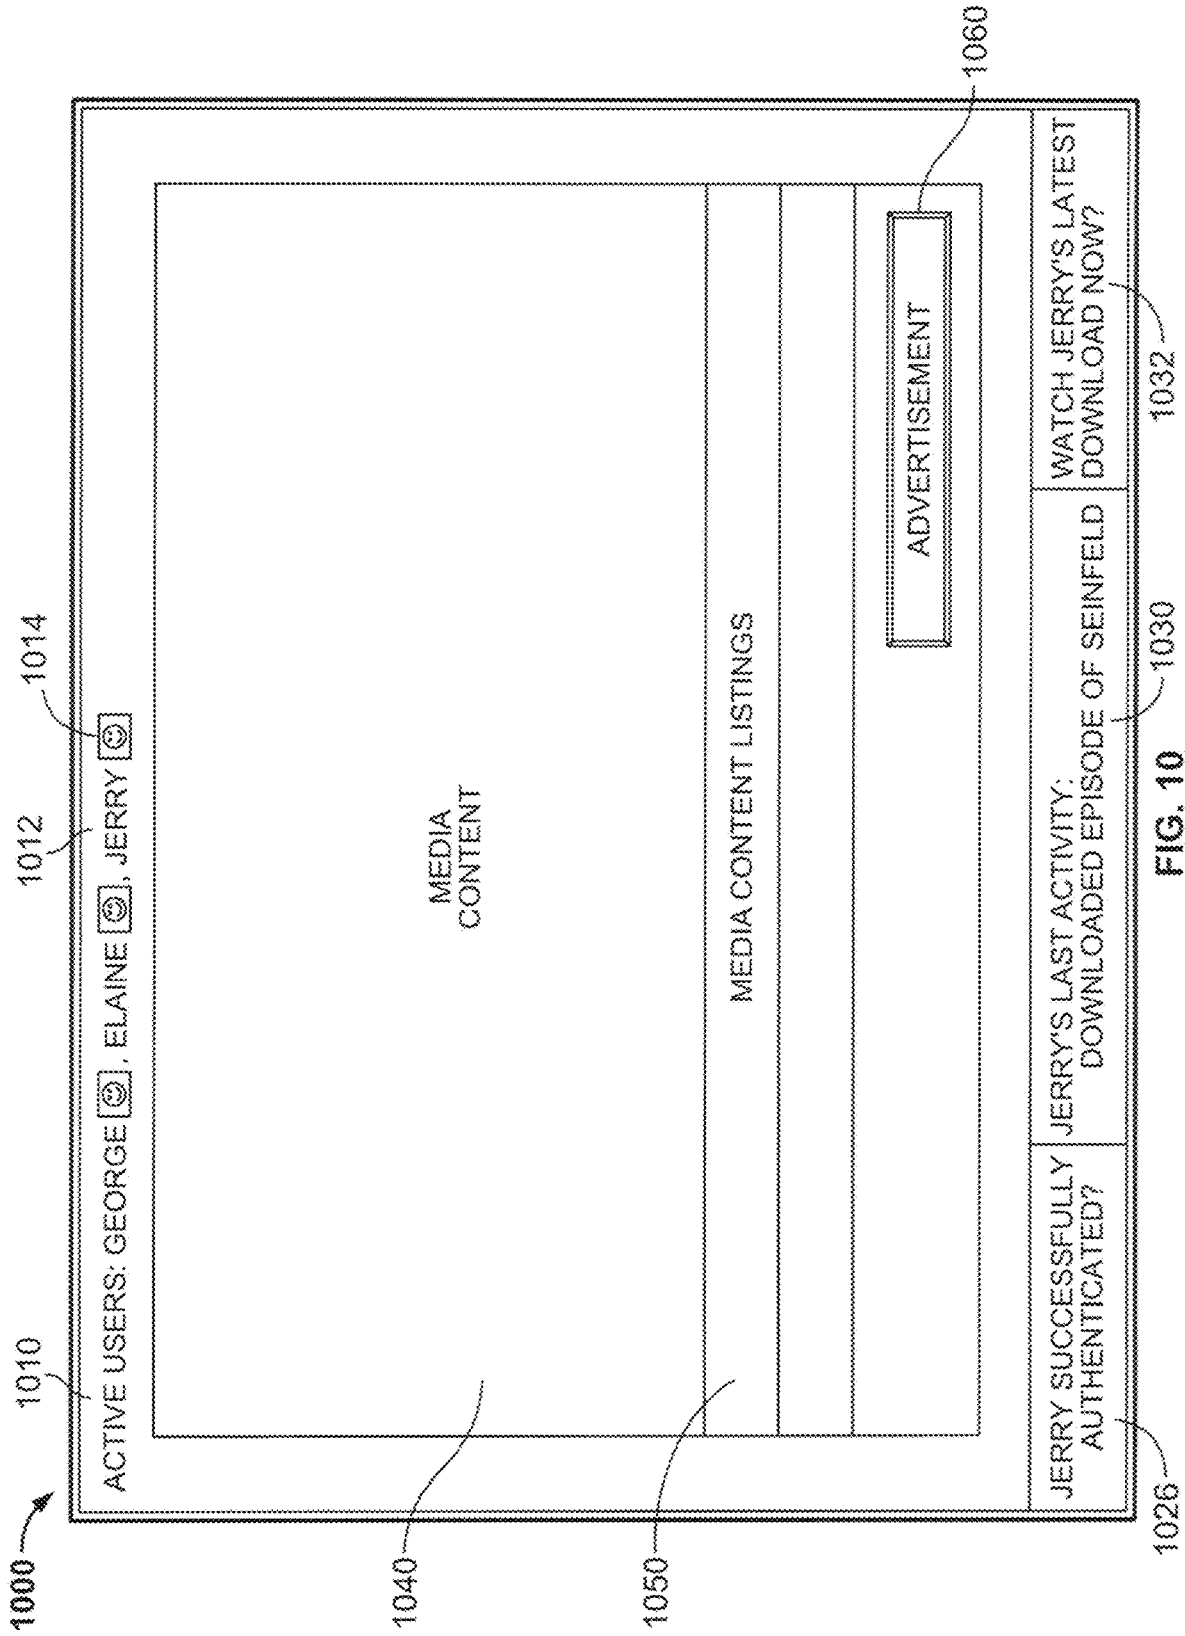 1000
1010
1012
1014
ACTIVE USERS: GEORGE ☺, ELAINE ☺, JERRY ☺
1040
MEDIA
CONTENT
1050
MEDIA CONTENT LISTINGS
ADVERTISEMENT
1060
JERRY SUCCESSFULLY
AUTHENTICATED?
JERRY'S LAST ACTIVITY:
DOWNLOADED EPISODE OF SEINFELD
WATCH JERRY'S LATEST
DOWNLOAD NOW?
1026
1030
1032
FIG. 10